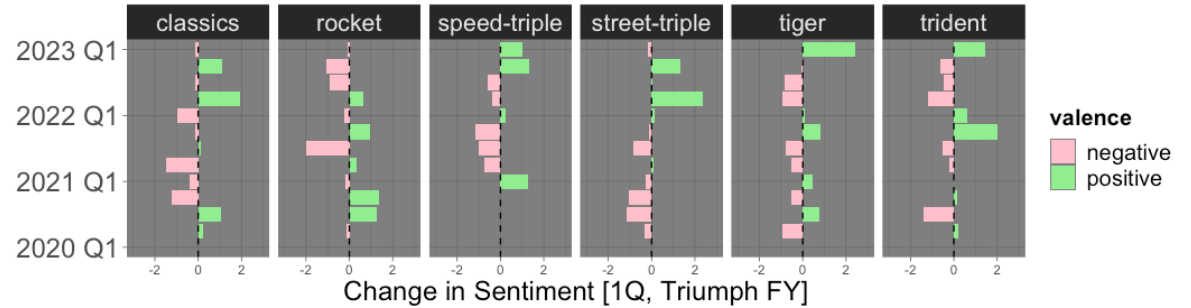 classics rocket speed-triple street-triple tiger trident
2023 Q1
2022 Q1
2021 Q1
2020 Q1
valence
negative
positive
-2 0 2 -2 0 2 -2 0 2 -2 0 2 -2 0 2 -2 0 2
Change in Sentiment [1Q, Triumph FY]